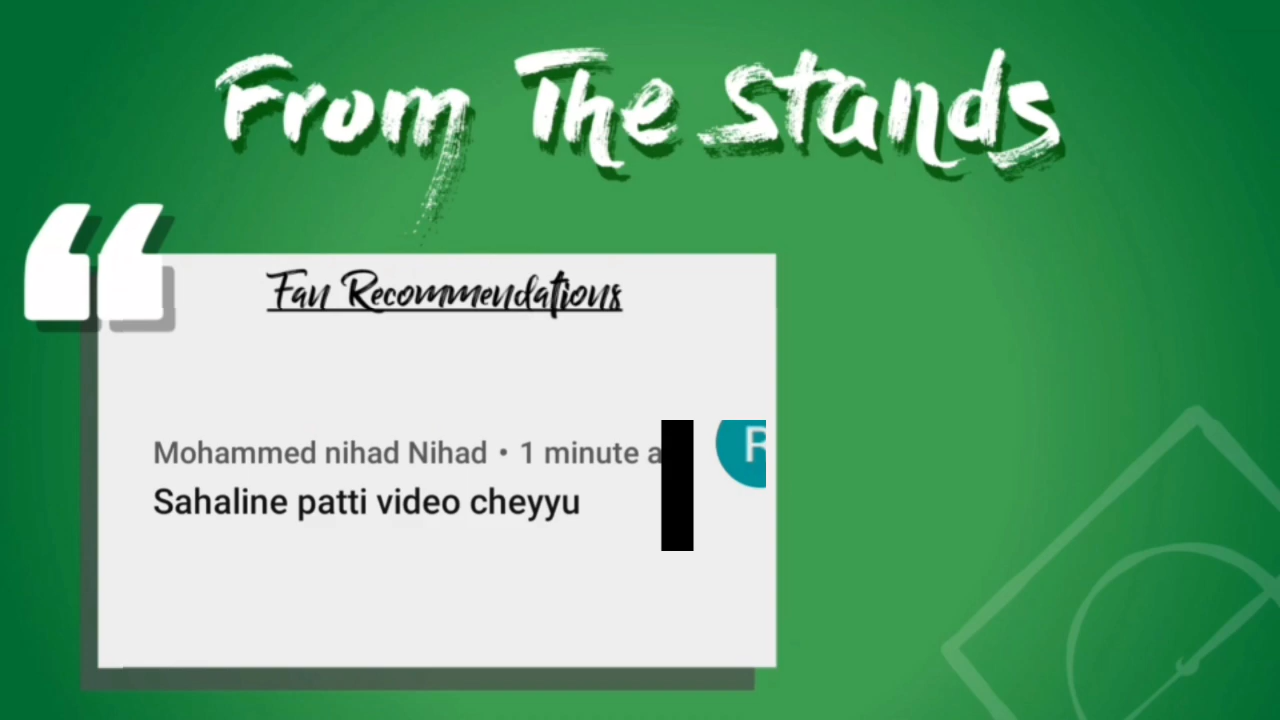 From The Stands
“
Fan Recommendations
Mohammed nihad Nihad • 1 minute a
R
Sahaline patti video cheyyu